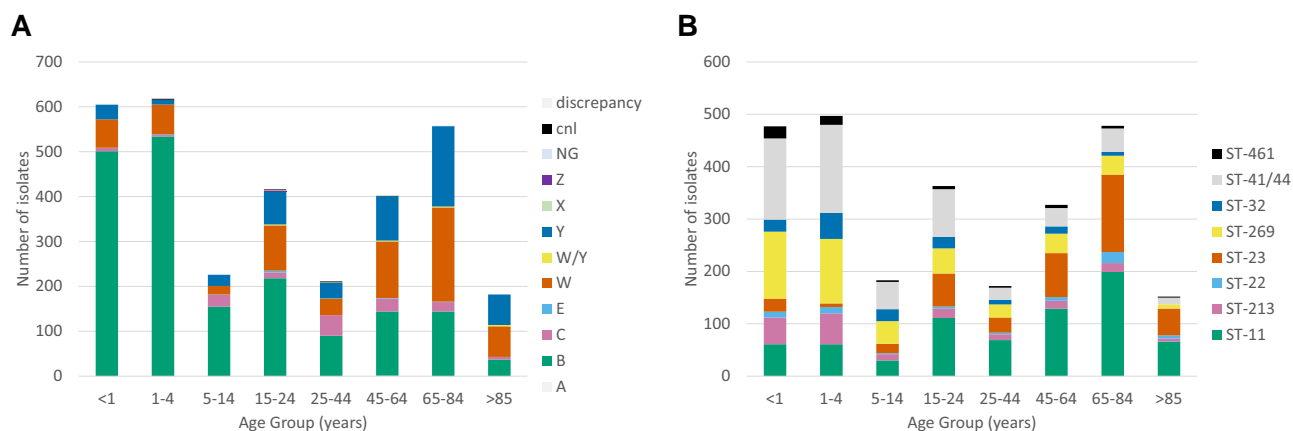 A
700
600
500
400
300
200
100
0
Number of isolates
<1 1-4 5-14 15-24 25-44 45-64 65-84 >85
Age Group (years)
discrepancy
cnl
NG
Z
X
Y
W/Y
W
E
C
B
A
B
600
500
400
300
200
100
0
Number of isolates
<1 1-4 5-14 15-24 25-44 45-64 65-84 >85
Age Group (years)
ST-461
ST-41/44
ST-32
ST-269
ST-23
ST-22
ST-213
ST-11